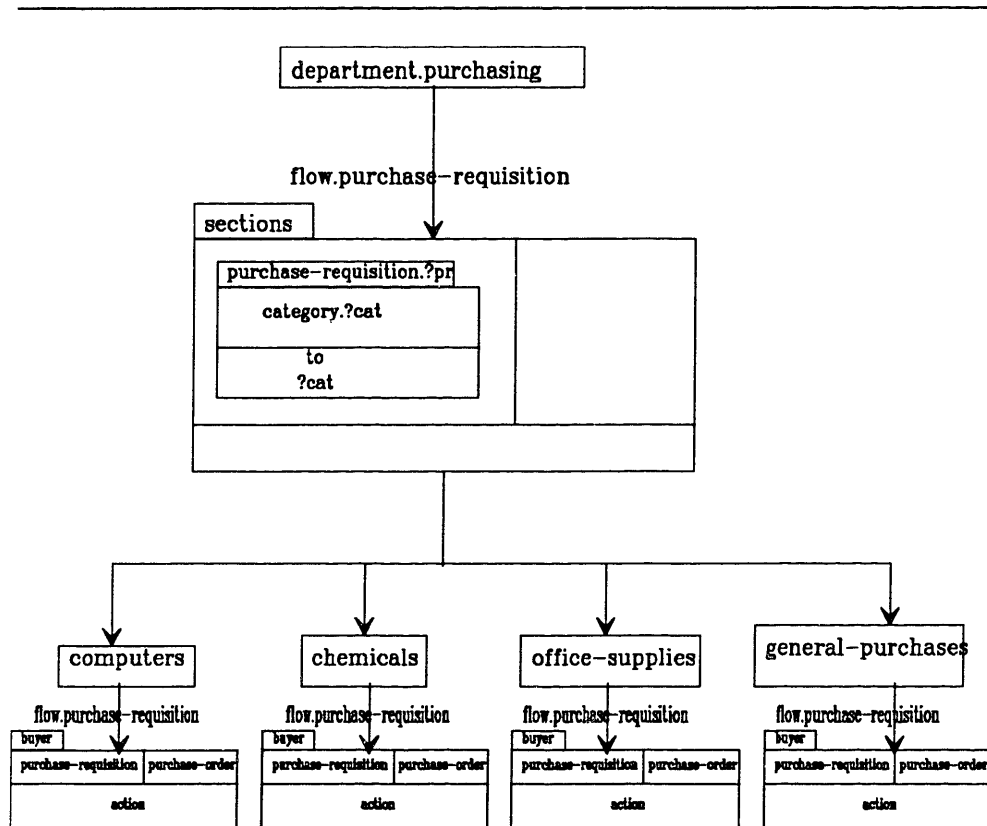 department.purchasing
flow.purchase-requisition
sections
purchase-requisition.?pr
category.?cat
to
?cat
computers
chemicals
office-supplies
general-purchases
flow.purchase-requisition
flow.purchase-requisition
flow.purchase-requisition
flow.purchase-requisition
buyer
buyer
buyer
buyer
purchase-requisition
purchase-order
purchase-requisition
purchase-order
purchase-requisition
purchase-order
purchase-requisition
purchase-order
action
action
action
action